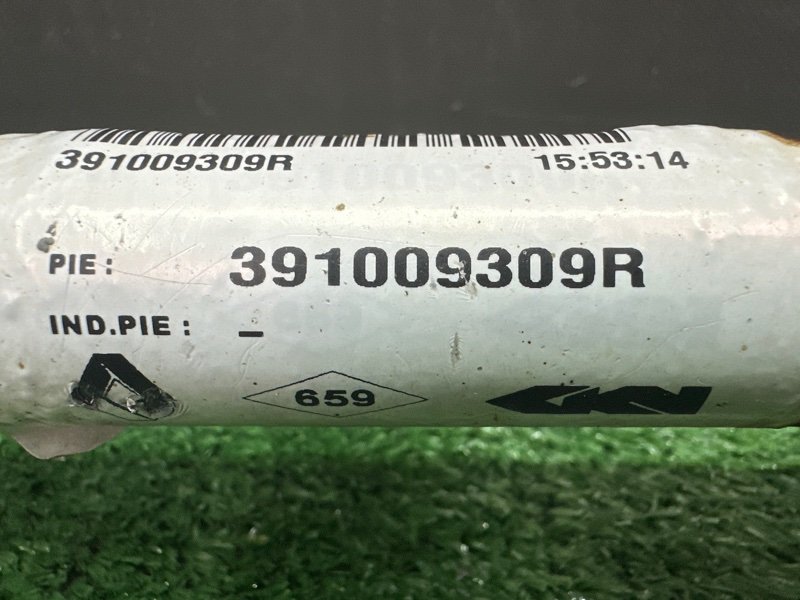 391009309R 15:53:14
PIE: 391009309R
IND.PIE: -
659
GKN